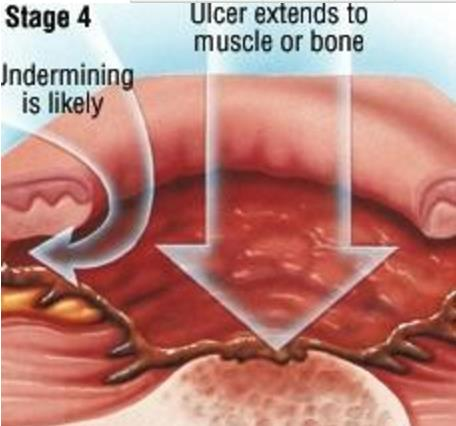 Stage 4
Ulcer extends to
muscle or bone
Undermining
is likely